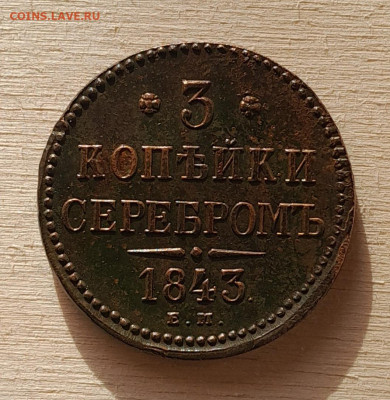 COINS.LAVE.RU
3
КОПѢЙКИ
СЕРЕБРОМЪ
1843.
Е.М.